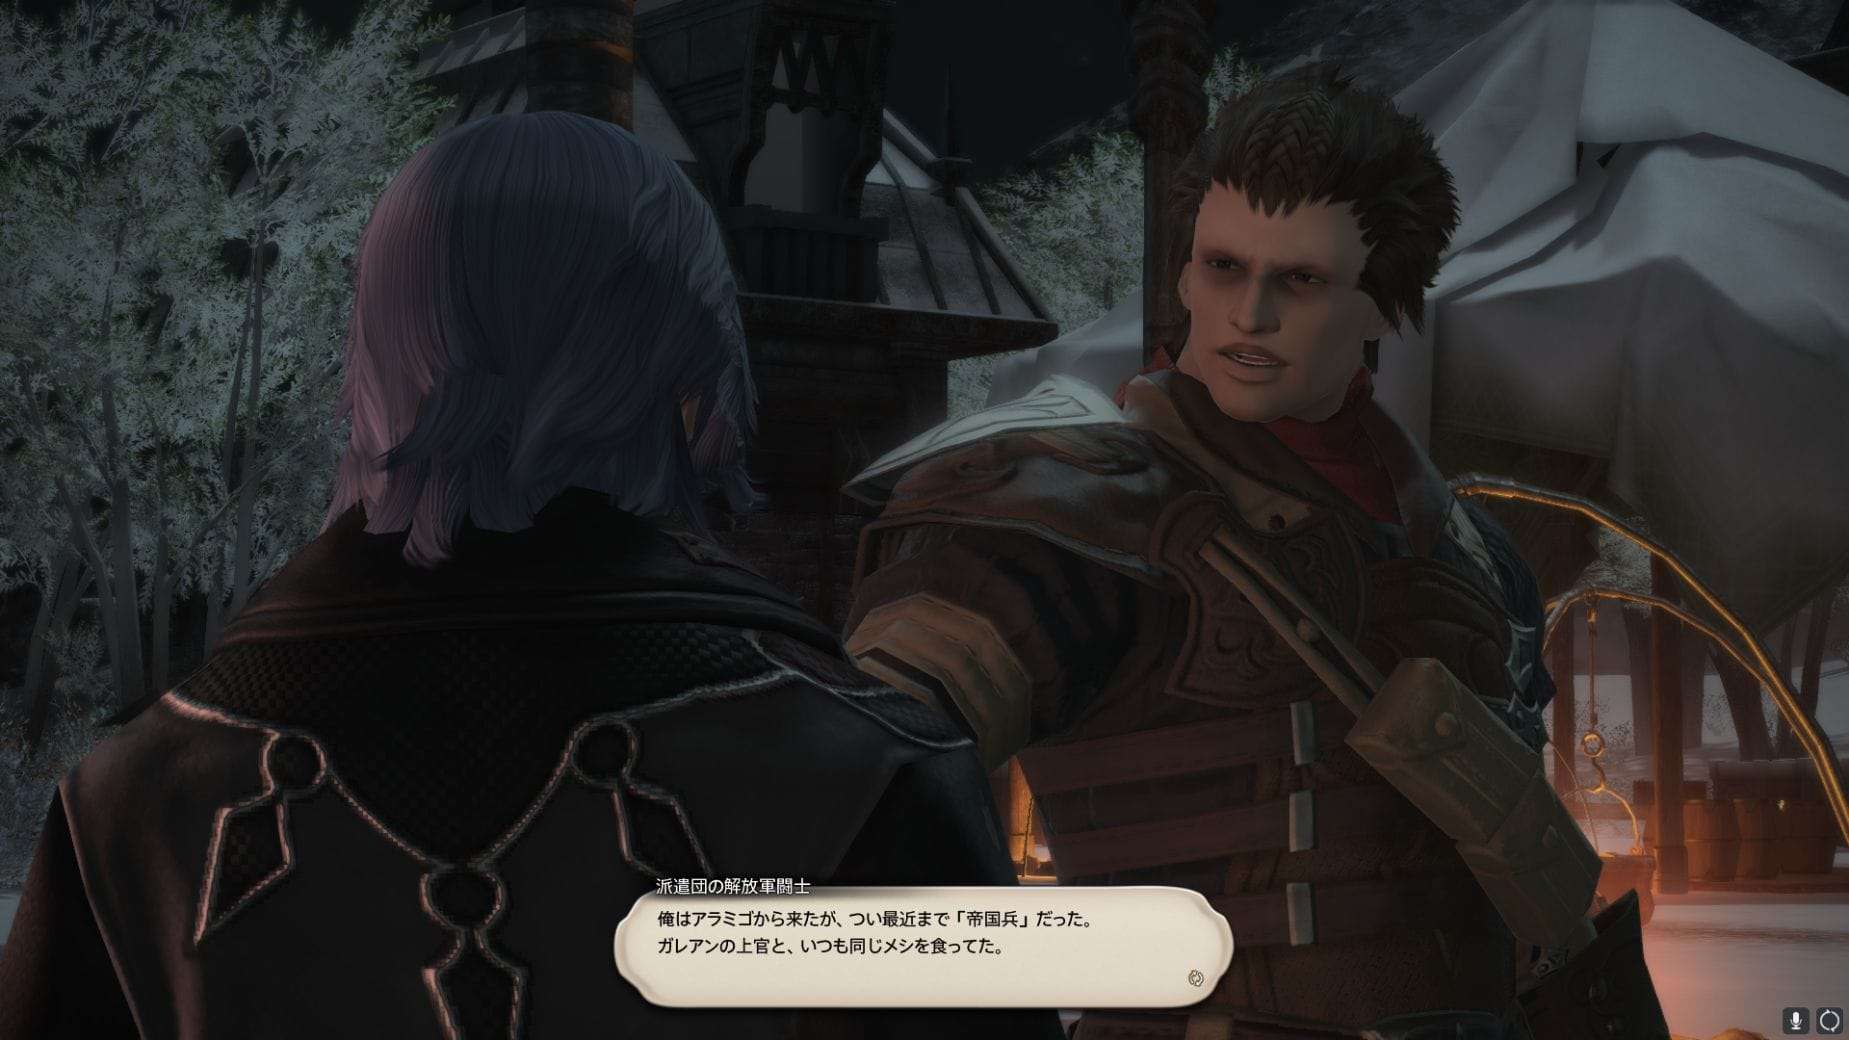 派遣団の解放軍闘士
俺はアラミゴから来たが、つい最近まで「帝国兵」だった。
ガレアンの上官と、いつも同じメシを食ってた。